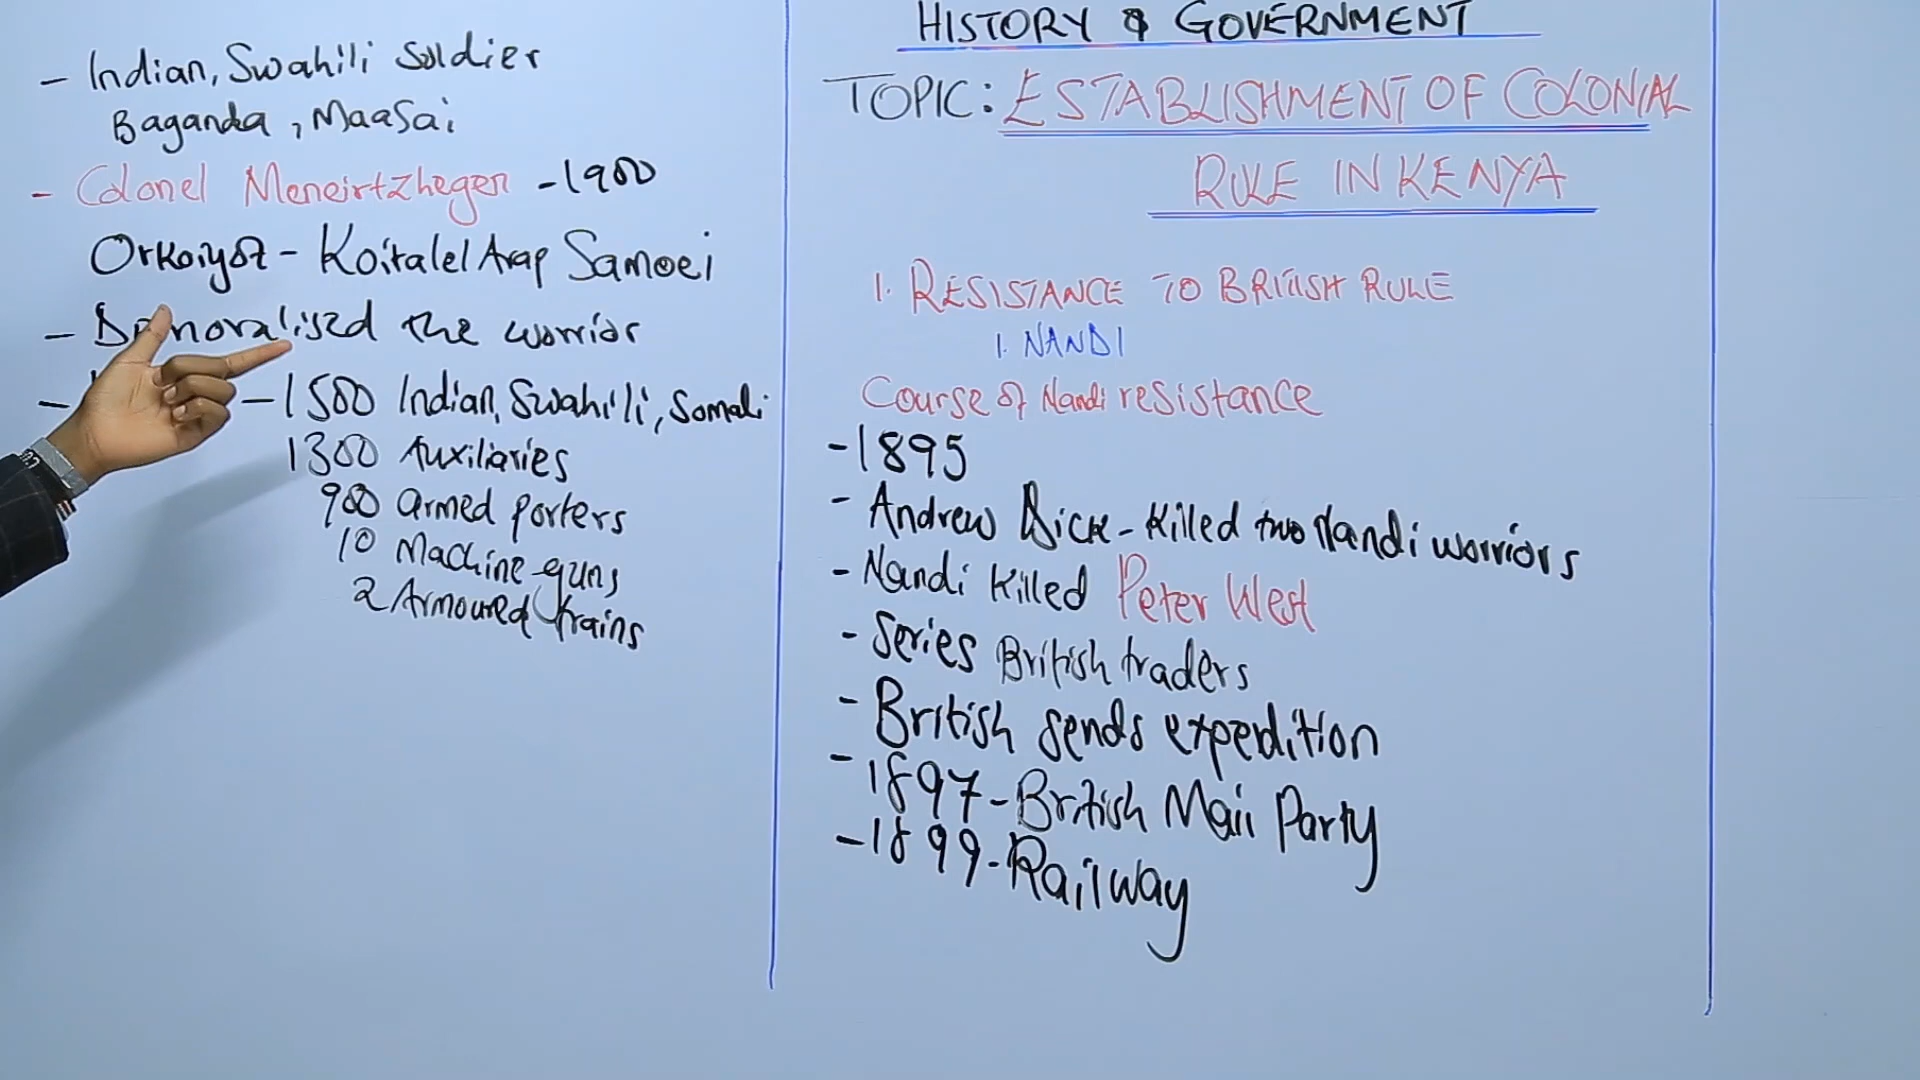 HISTORY & GOVERNMENT
TOPIC: ESTABLISHMENT OF COLONIAL
RULE IN KENYA
1. RESISTANCE TO BRITISH RULE
1. NANDI
Course of Nandi resistance
- 1895
- Andrew Dick - Killed two Nandi worriors
- Nandi Killed Peter West
- Series British traders
- British sends expedition
- 1897 - British Mail Party
- 1899 - Railway
- Indian, Swahili Soldier
Baganda, Maasai
- Colonel Meneirtzhegen - 1900
Orkoiyot - Koitalel Arap Samoei
- Demoralised the worrior
- - 1500 Indian, Swahili, Somali
1300 Auxiliaries
900 armed porters
10 Machine guns
2 Armoured trains